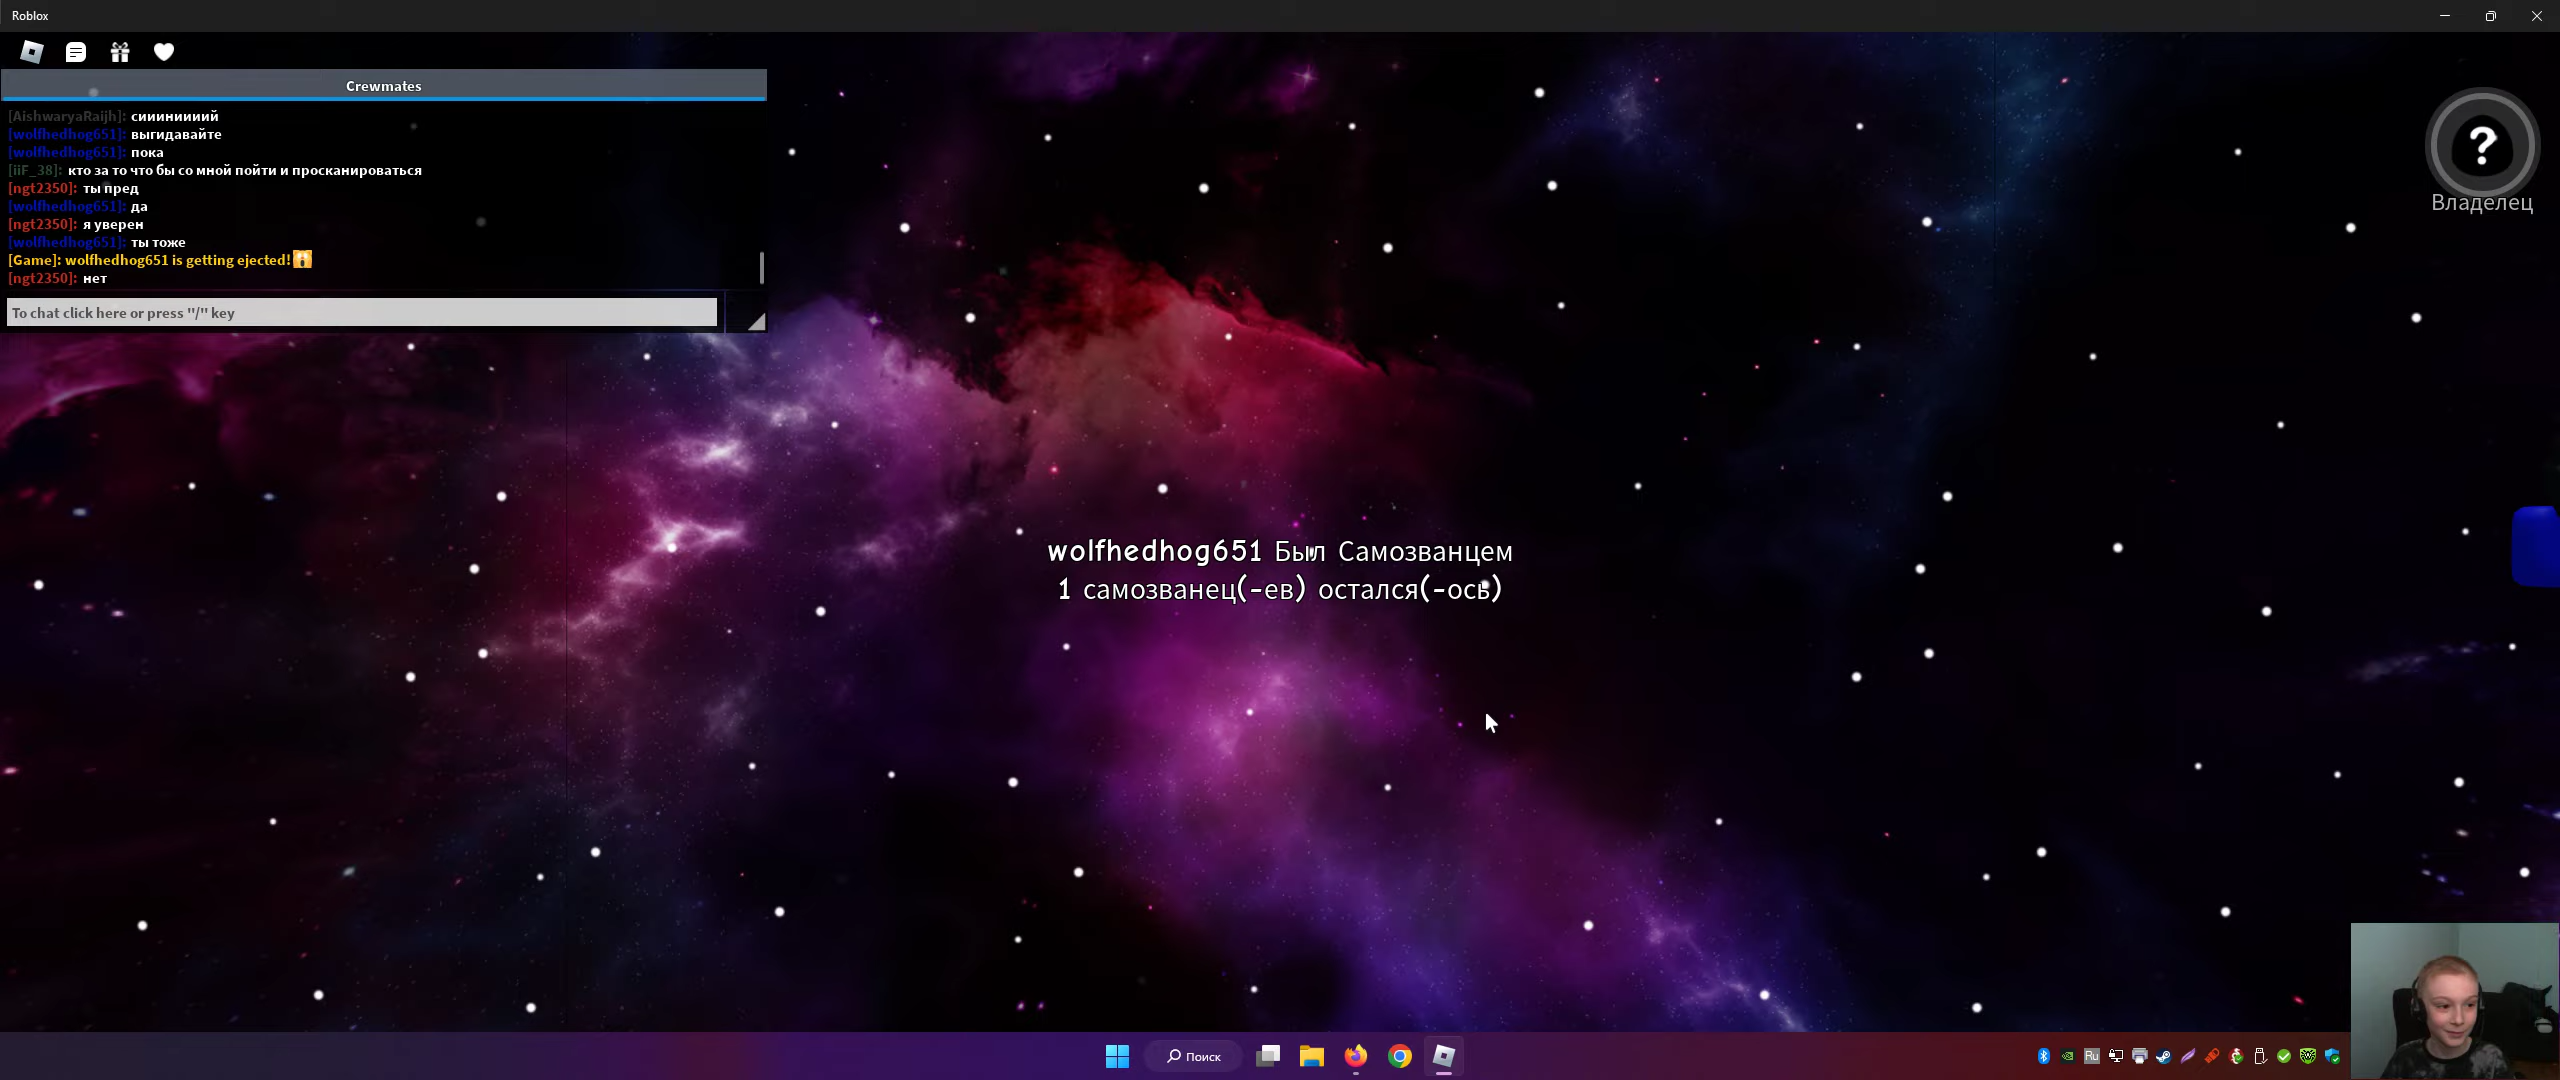 Roblox
Crewmates
[AishwaryaRaijh]: сиииниииий
[wolfhedhog651]: выгидавайте
[wolfhedhog651]: пока
[iiF_38]: кто за то что бы со мной пойти и просканироваться
[ngt2350]: ты пред
[wolfhedhog651]: да
[ngt2350]: я уверен
[wolfhedhog651]: ты тоже
[Game]: wolfhedhog651 is getting ejected!
[ngt2350]: нет
To chat click here or press "/" key
?
Владелец
wolfhedhog651 Был Самозванцем
1 самозванец(-ев) остался(-ось)
Поиск
Ru